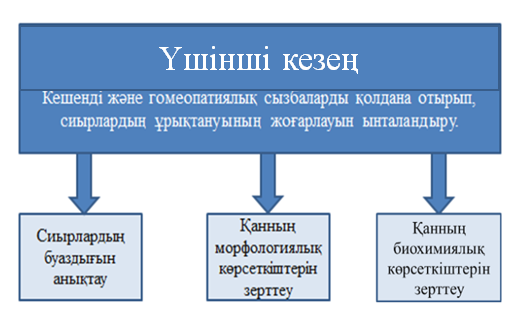 Үшінші кезең
Кешенді және гомеопатиялық сызбаларды қолдана отырып,
сиырлардың ұрықтануының жоғарлауын ынталандыру.
Сиырлардың
буаздығын
анықтау
Қанның
морфологиялық
көрсеткіштерін
зерттеу
Қанның
биохимиялық
көрсеткіштерін
зерттеу